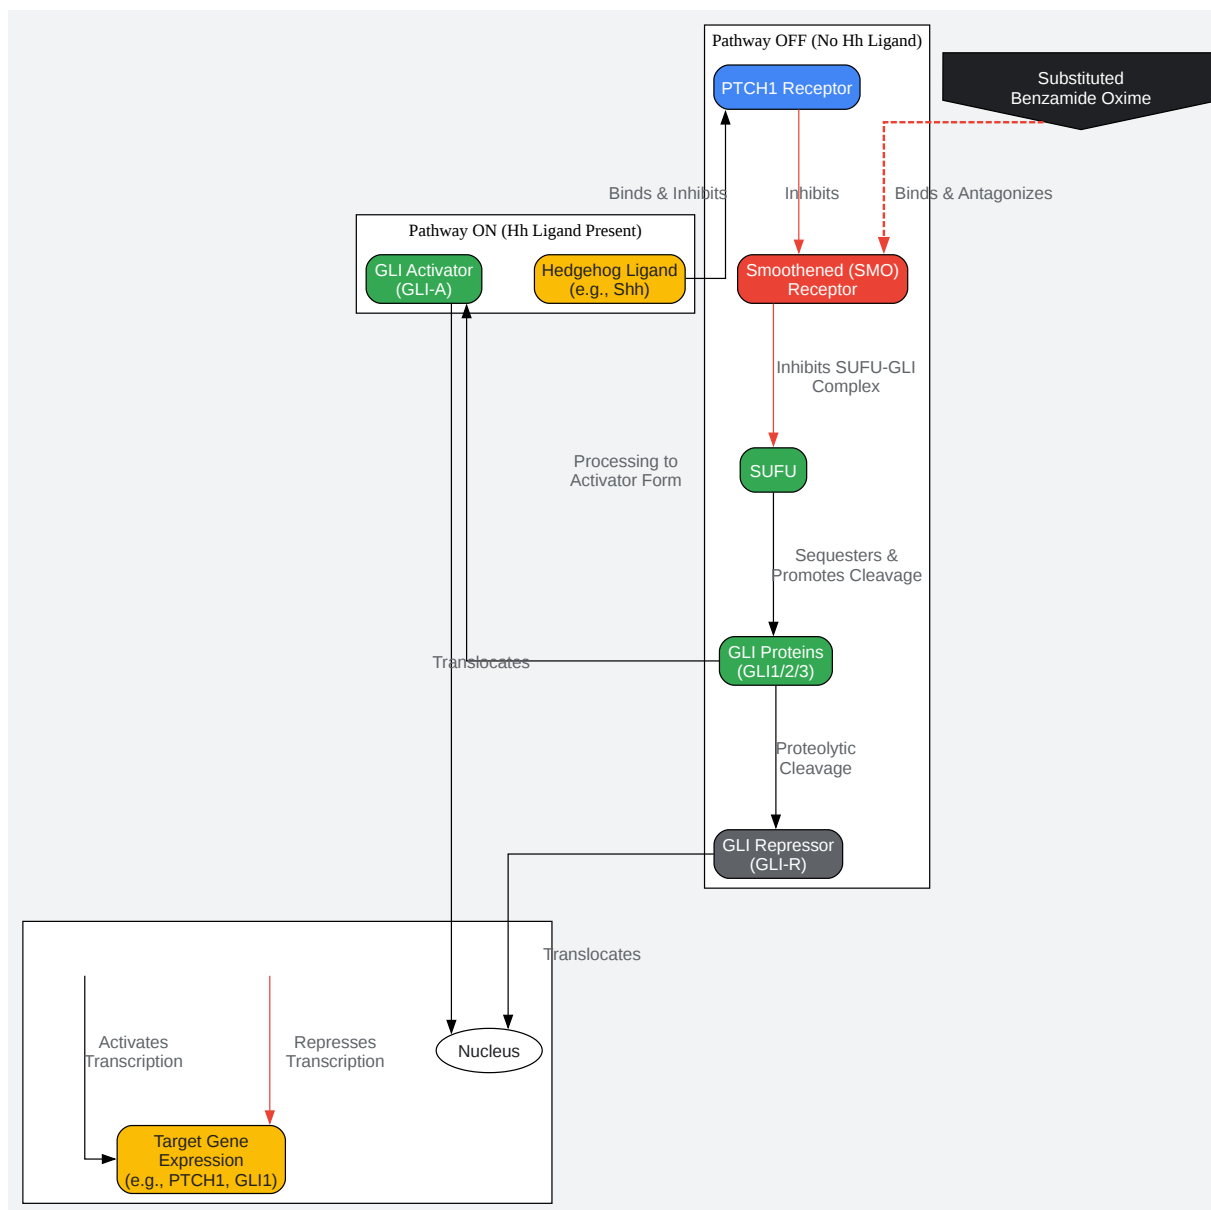 Pathway OFF (No Hh Ligand)
PTCH1 Receptor
Substituted
Benzamide Oxime
Binds & Inhibits
Inhibits
Binds & Antagonizes
Pathway ON (Hh Ligand Present)
GLI Activator
(GLI-A)
Hedgehog Ligand
(e.g., Shh)
Smoothened (SMO)
Receptor
Inhibits SUFU-GLI
Complex
Processing to
Activator Form
SUFU
Sequesters &
Promotes Cleavage
GLI Proteins
(GLI1/2/3)
Translocates
Proteolytic
Cleavage
GLI Repressor
(GLI-R)
Translocates
Activates
Transcription
Represses
Transcription
Nucleus
Target Gene
Expression
(e.g., PTCH1, GLI1)